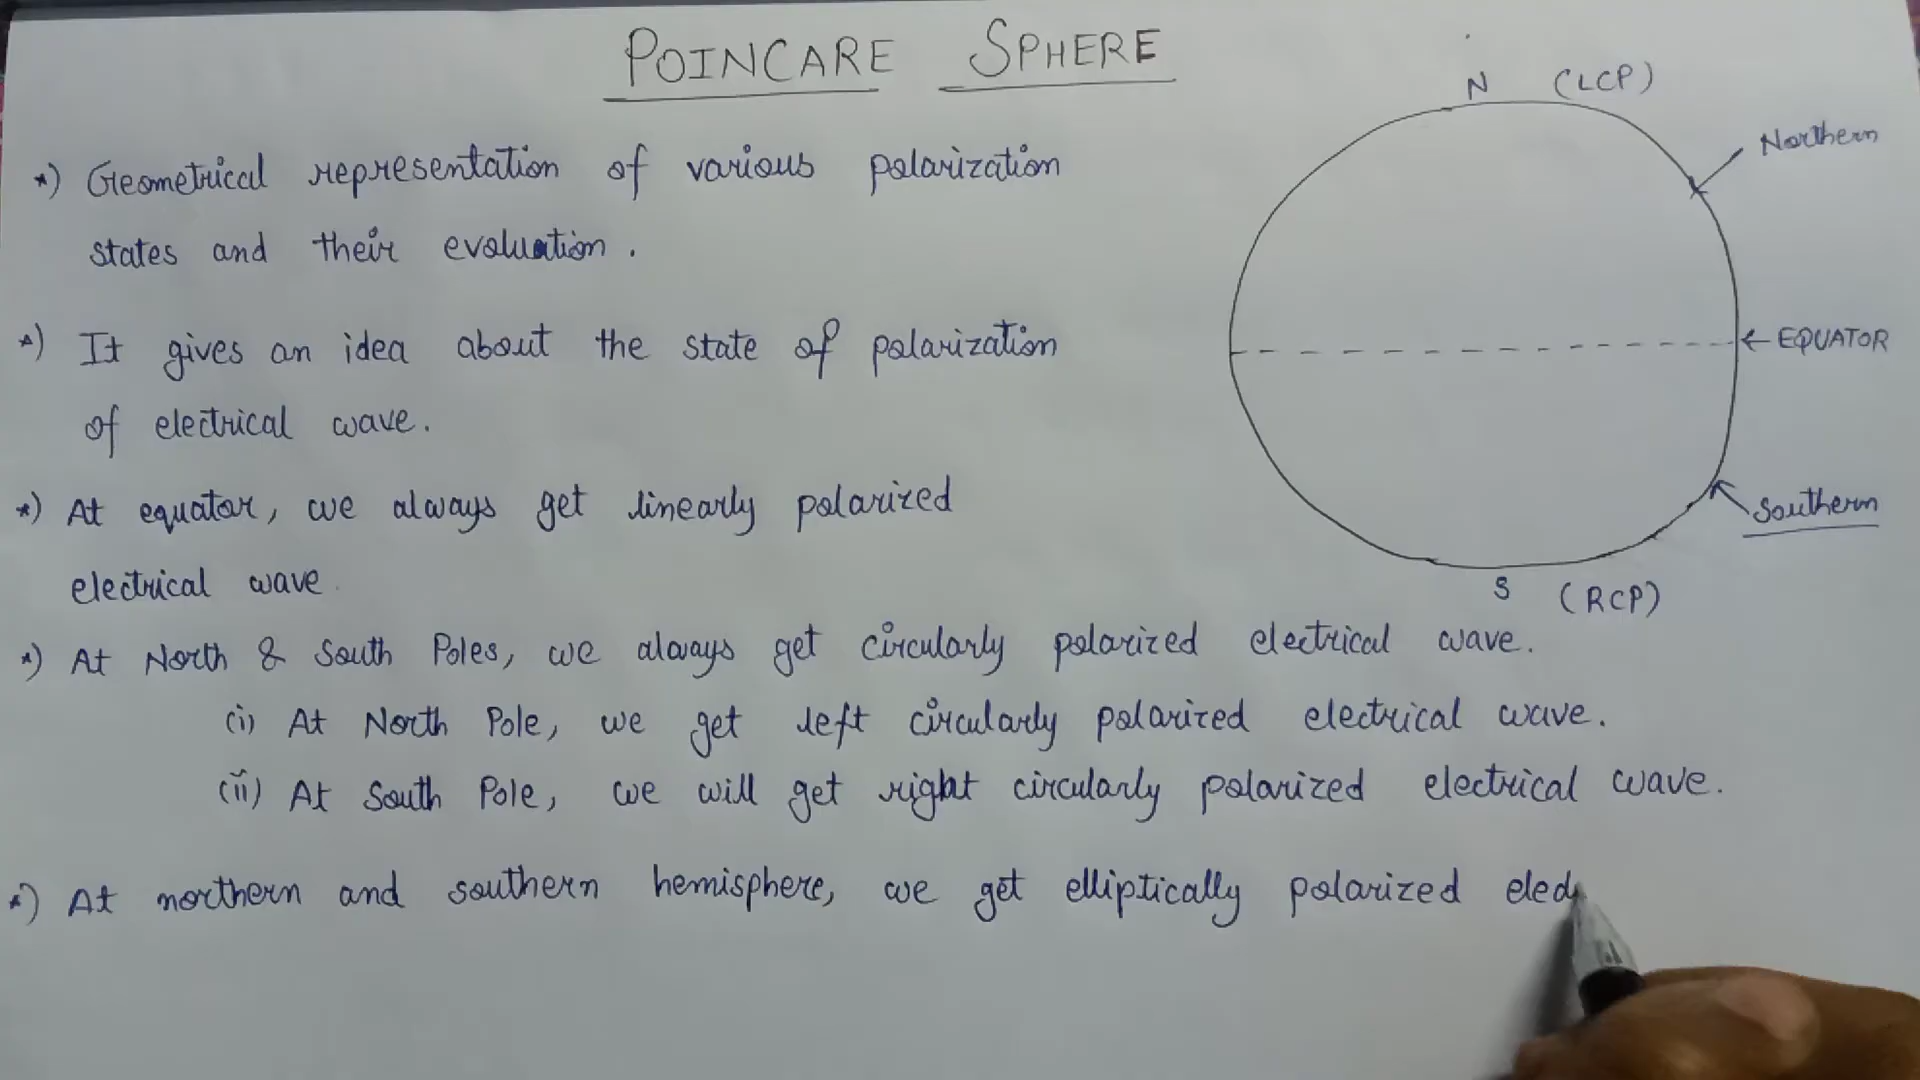 POINCARE SPHERE
*) Geometrical representation of various polarization
states and their evaluation.
*) It gives an idea about the state of polarization
of electrical wave.
*) At equator, we always get linearly polarized
electrical wave
*) At North & South Poles, we always get circularly polarized electrical wave.
(i) At North Pole, we get left circularly polarized electrical wave.
(ii) At South Pole, we will get right circularly polarized electrical wave.
*) At northern and southern hemisphere, we get elliptically polarized
N (LCP)
Northern
← EQUATOR
Southern
S (RCP)